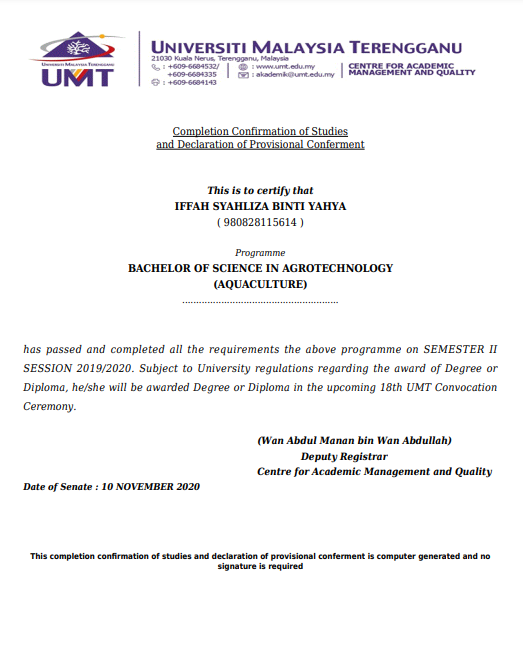 UNIVERSITI MALAYSIA TERENGGANU
UMT
UNIVERSITI MALAYSIA TERENGGANU
21030 Kuala Nerus, Terengganu, Malaysia
: +609-6684532/
+609-6684335
: +609-6684143
: www.umt.edu.my
: akademik@umt.edu.my
CENTRE FOR ACADEMIC
MANAGEMENT AND QUALITY
Completion Confirmation of Studies
and Declaration of Provisional Conferment
This is to certify that
IFFAH SYAHLIZA BINTI YAHYA
( 980828115614 )
Programme
BACHELOR OF SCIENCE IN AGROTECHNOLOGY
(AQUACULTURE)
........................................................
has passed and completed all the requirements the above programme on SEMESTER II
SESSION 2019/2020. Subject to University regulations regarding the award of Degree or
Diploma, he/she will be awarded Degree or Diploma in the upcoming 18th UMT Convocation
Ceremony.
(Wan Abdul Manan bin Wan Abdullah)
Deputy Registrar
Centre for Academic Management and Quality
Date of Senate : 10 NOVEMBER 2020
This completion confirmation of studies and declaration of provisional conferment is computer generated and no
signature is required